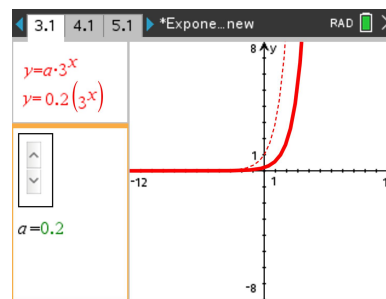 3.1 4.1 5.1 *Expone...new RAD
y=a·3^x
y=0.2(3^x)
8 y
1
-12 1 1
a=0.2
-8